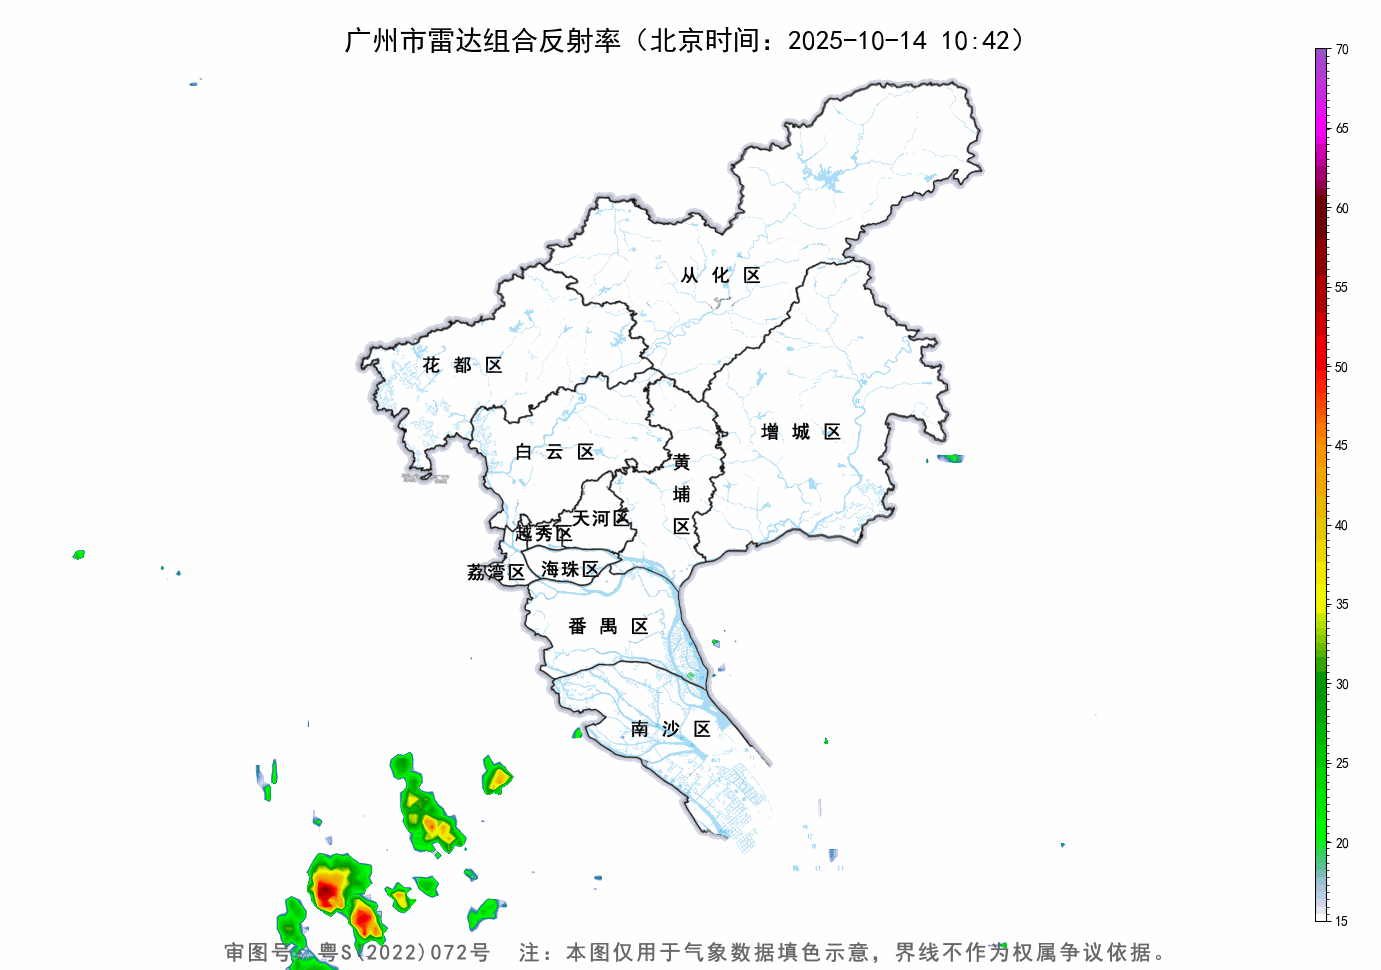 广州市雷达组合反射率（北京时间：2025-10-14 10:42）
70
65
60
55
50
45
40
35
30
25
20
15
从化区
花都区
增城区
白云区
黄埔区
天河区
越秀区
海珠区
荔湾区
番禺区
南沙区
审图号：粤S(2022)072号 注：本图仅用于气象数据填色示意，界线不作为权属争议依据。